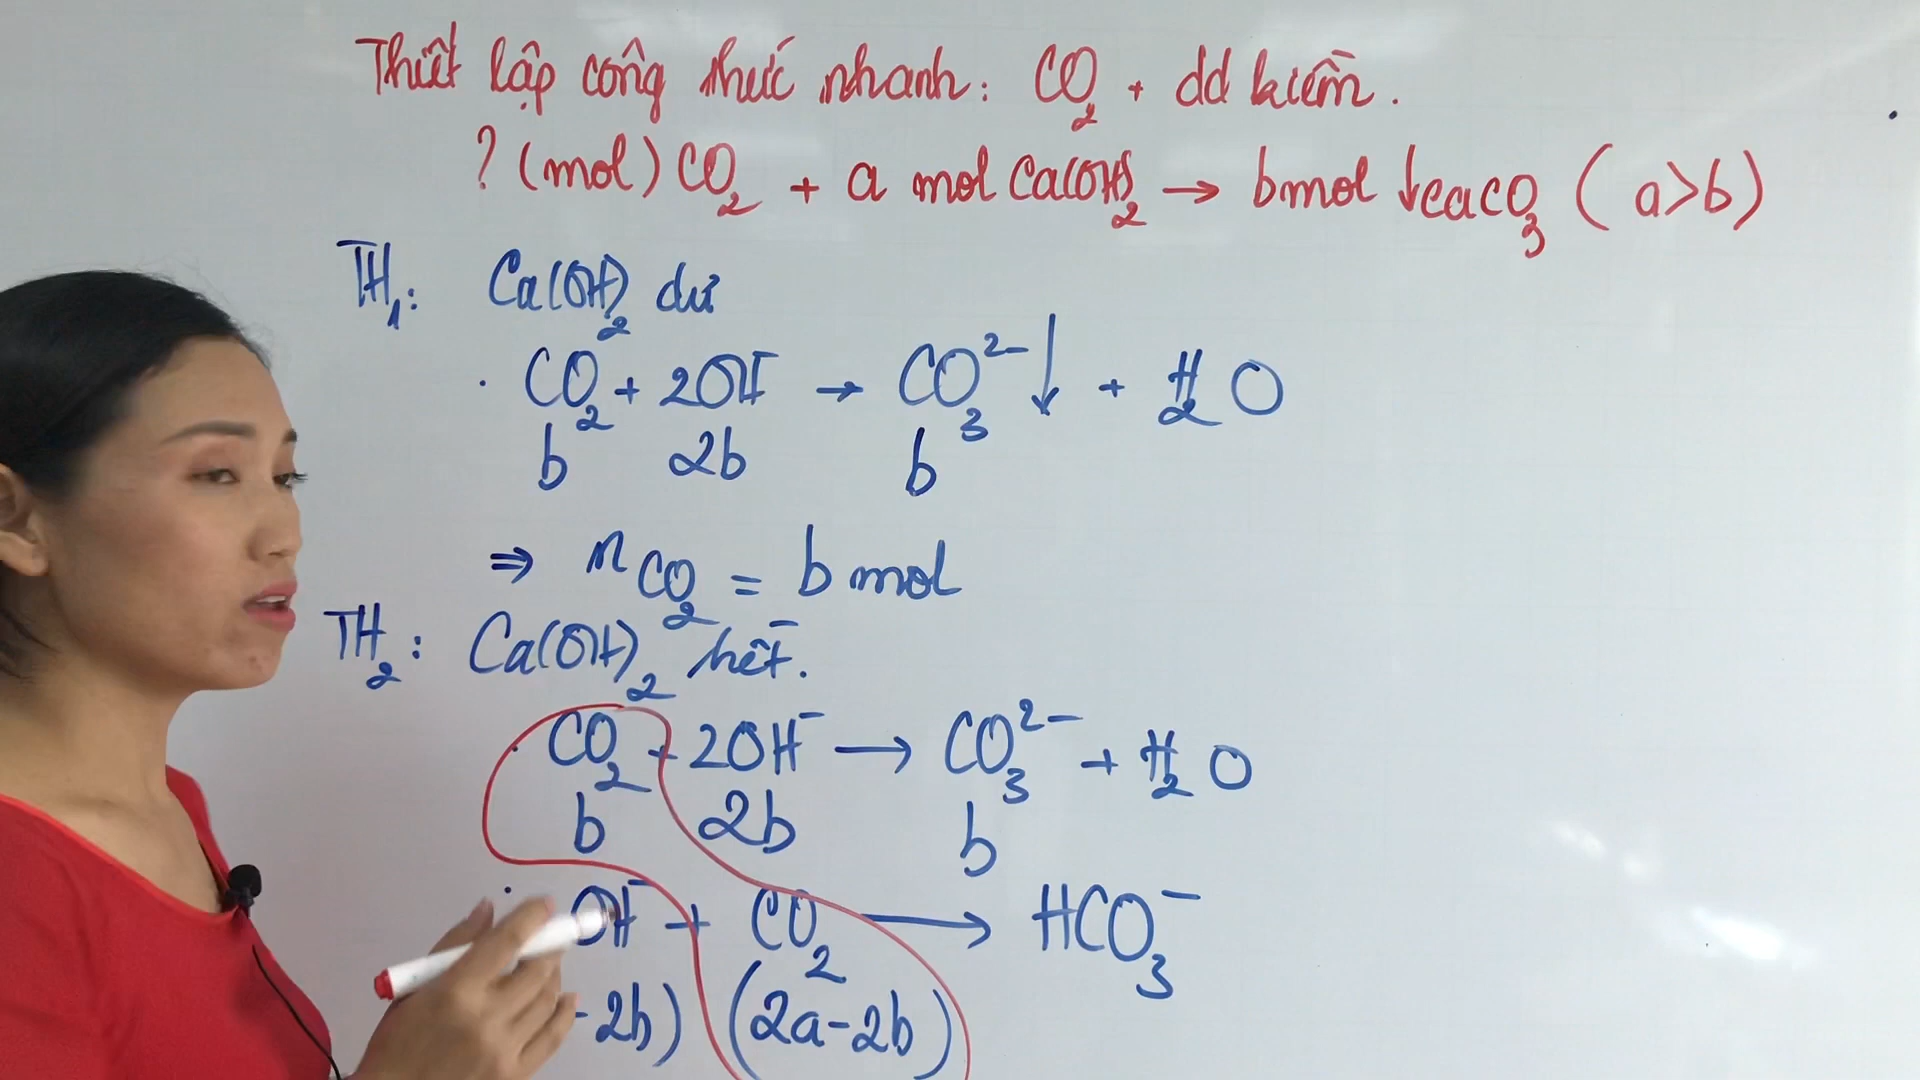 Thiết lập công thức nhanh: CO₂ + dd kiềm.
? (mol) CO₂ + a mol Ca(OH)₂ → b mol ↓CaCO₃ ( a>b)
TH₁: Ca(OH)₂ dư
. CO₂ + 2OH⁻ → CO₃²⁻↓ + H₂O
b 2b b
⇒ nCO₂ = b mol
TH₂: Ca(OH)₂ hết.
. CO₂ + 2OH⁻ → CO₃²⁻ + H₂O
b 2b b
. OH⁻ + CO₂ → HCO₃⁻
-2b) (2a-2b)